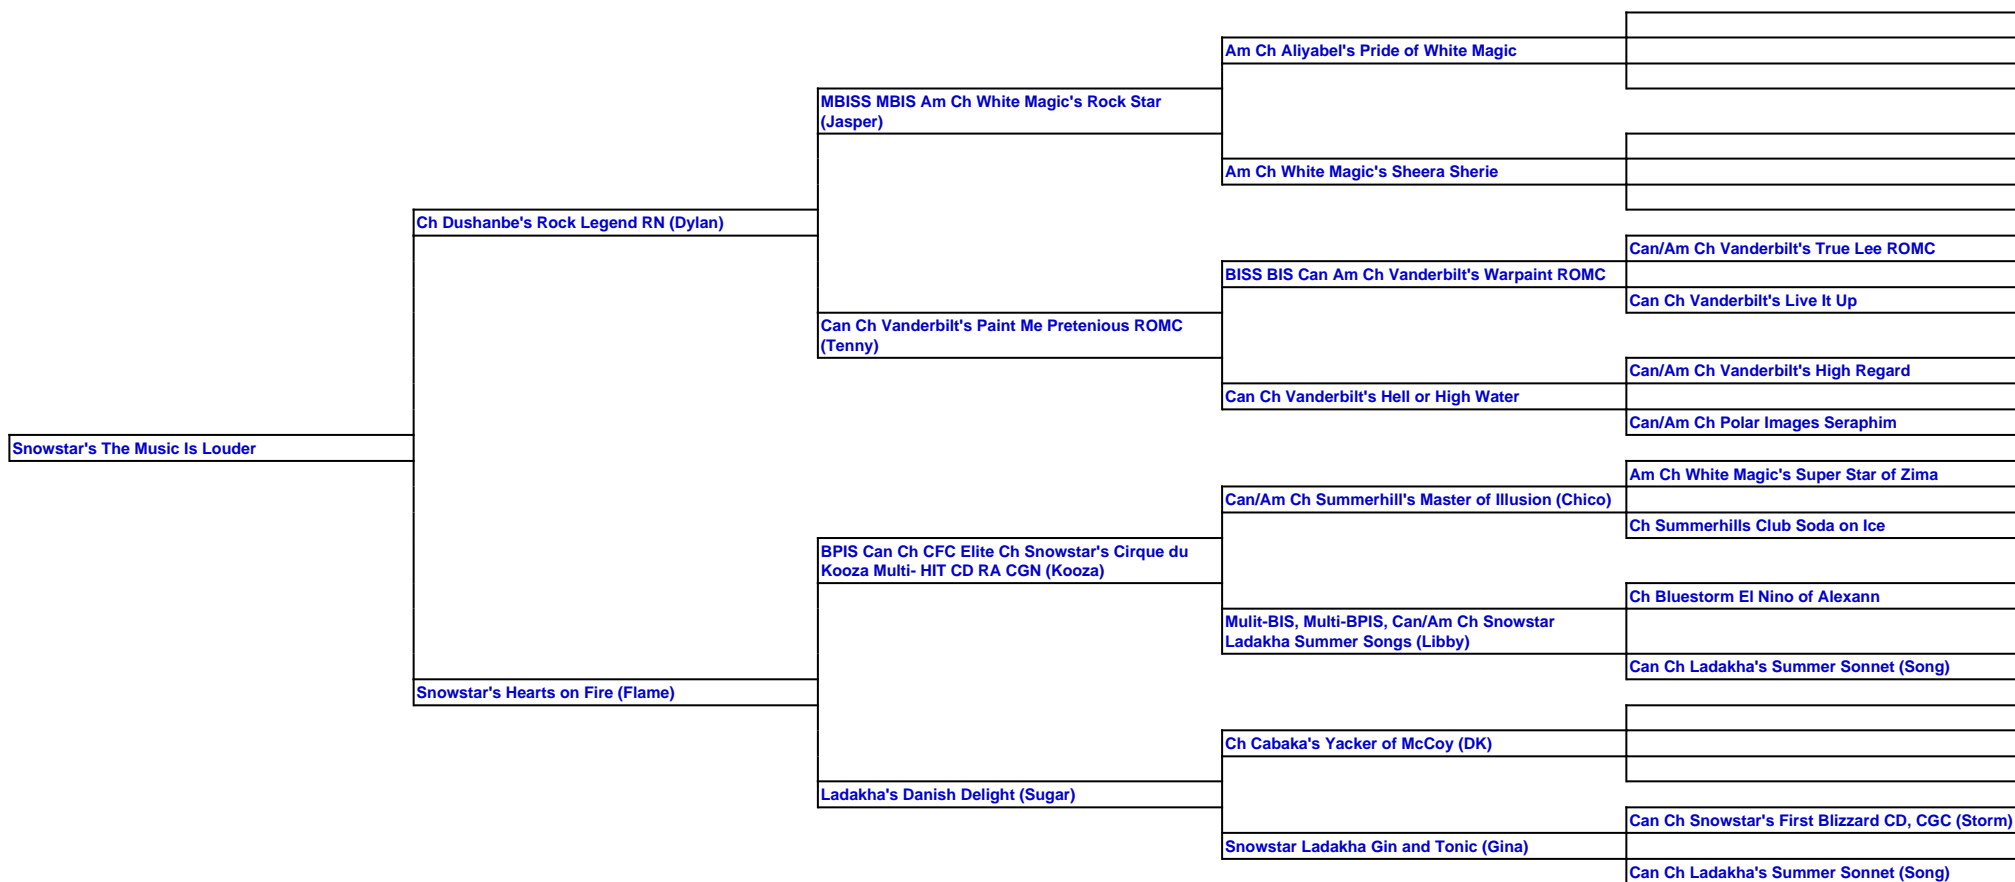 Am Ch Aliyabel's Pride of White Magic
MBISS MBIS Am Ch White Magic's Rock Star
(Jasper)
Am Ch White Magic's Sheera Sherie
Ch Dushanbe's Rock Legend RN (Dylan)
Can/Am Ch Vanderbilt's True Lee ROMC
BISS BIS Can Am Ch Vanderbilt's Warpaint ROMC
Can Ch Vanderbilt's Live It Up
Can Ch Vanderbilt's Paint Me Pretenious ROMC
(Tenny)
Can/Am Ch Vanderbilt's High Regard
Can Ch Vanderbilt's Hell or High Water
Can/Am Ch Polar Images Seraphim
Snowstar's The Music Is Louder
Am Ch White Magic's Super Star of Zima
Can/Am Ch Summerhill's Master of Illusion (Chico)
Ch Summerhills Club Soda on Ice
BPIS Can Ch CFC Elite Ch Snowstar's Cirque du
Kooza Multi- HIT CD RA CGN (Kooza)
Ch Bluestorm El Nino of Alexann
Mulit-BIS, Multi-BPIS, Can/Am Ch Snowstar
Ladakha Summer Songs (Libby)
Can Ch Ladakha's Summer Sonnet (Song)
Snowstar's Hearts on Fire (Flame)
Ch Cabaka's Yacker of McCoy (DK)
Ladakha's Danish Delight (Sugar)
Can Ch Snowstar's First Blizzard CD, CGC (Storm)
Snowstar Ladakha Gin and Tonic (Gina)
Can Ch Ladakha's Summer Sonnet (Song)